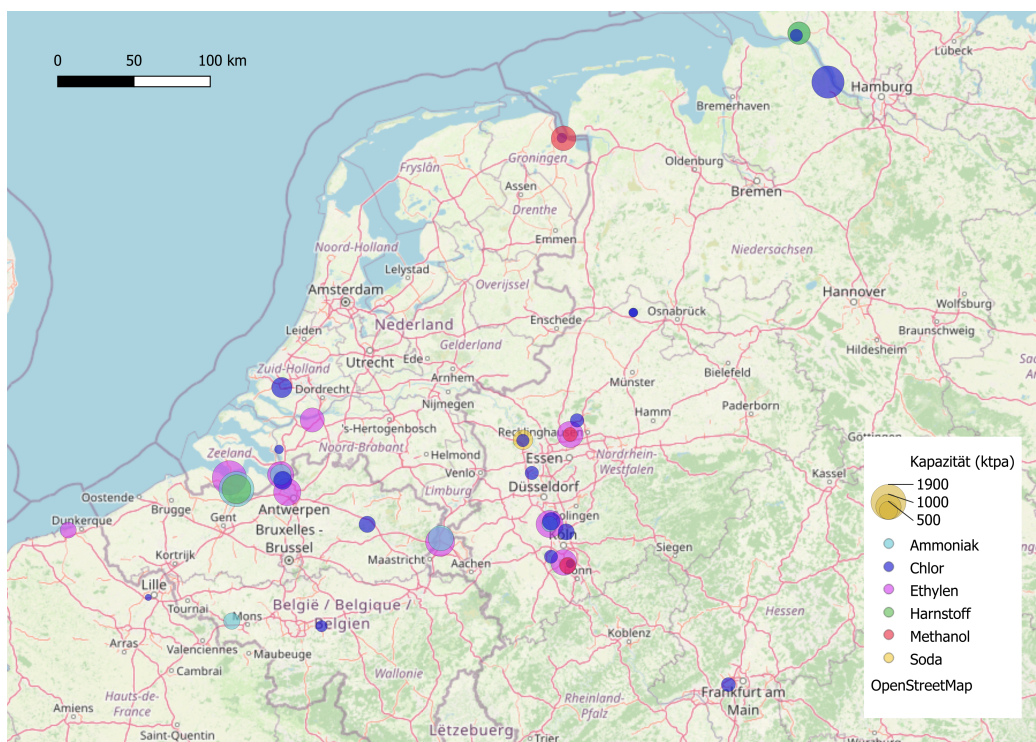 0 50 100 km
Lübeck
Hamburg
Bremerhaven
Groningen
Oldenburg
Fryslân
Assen
Bremen
Drenthe
Emmen
Noord-Holland
Niedersachsen
Lelystad
Overijssel
Amsterdam
Hannover
Wolfsburg
Osnabrück
Enschede
Leiden
Nederland
Braunschweig
Gelderland
Hildesheim
Utrecht
Ede
Zuid-Holland
Bielefeld
Arnhem
Münster
Dordrecht
Nijmegen
Hamm
Paderborn
's-Hertogenbosch
Recklinghausen
Göttingen
Noord-Brabant
Zeeland
Helmond
Essen
Nordrhein-
Westfalen
Venlo
Kassel
Limburg
Düsseldorf
Oostende
Brugge
Antwerpen
Gent
Dunkerque
Solingen
Bruxelles -
Brussel
Köln
Kortrijk
Maastricht
Aachen
Siegen
Lille
Bonn
Tournai
België / Belgique /
Belgien
Hessen
Mons
Arras
Valenciennes
Koblenz
Maubeuge
Cambrai
Wallonie
Hauts-de-
France
Rheinland-
Pfalz
Frankfurt am
Main
Amiens
Lëtzebuerg
Saint-Quentin
Trier
Kapazität (ktpa)
1900
1000
500
Ammoniak
Chlor
Ethylen
Harnstoff
Methanol
Soda
OpenStreetMap